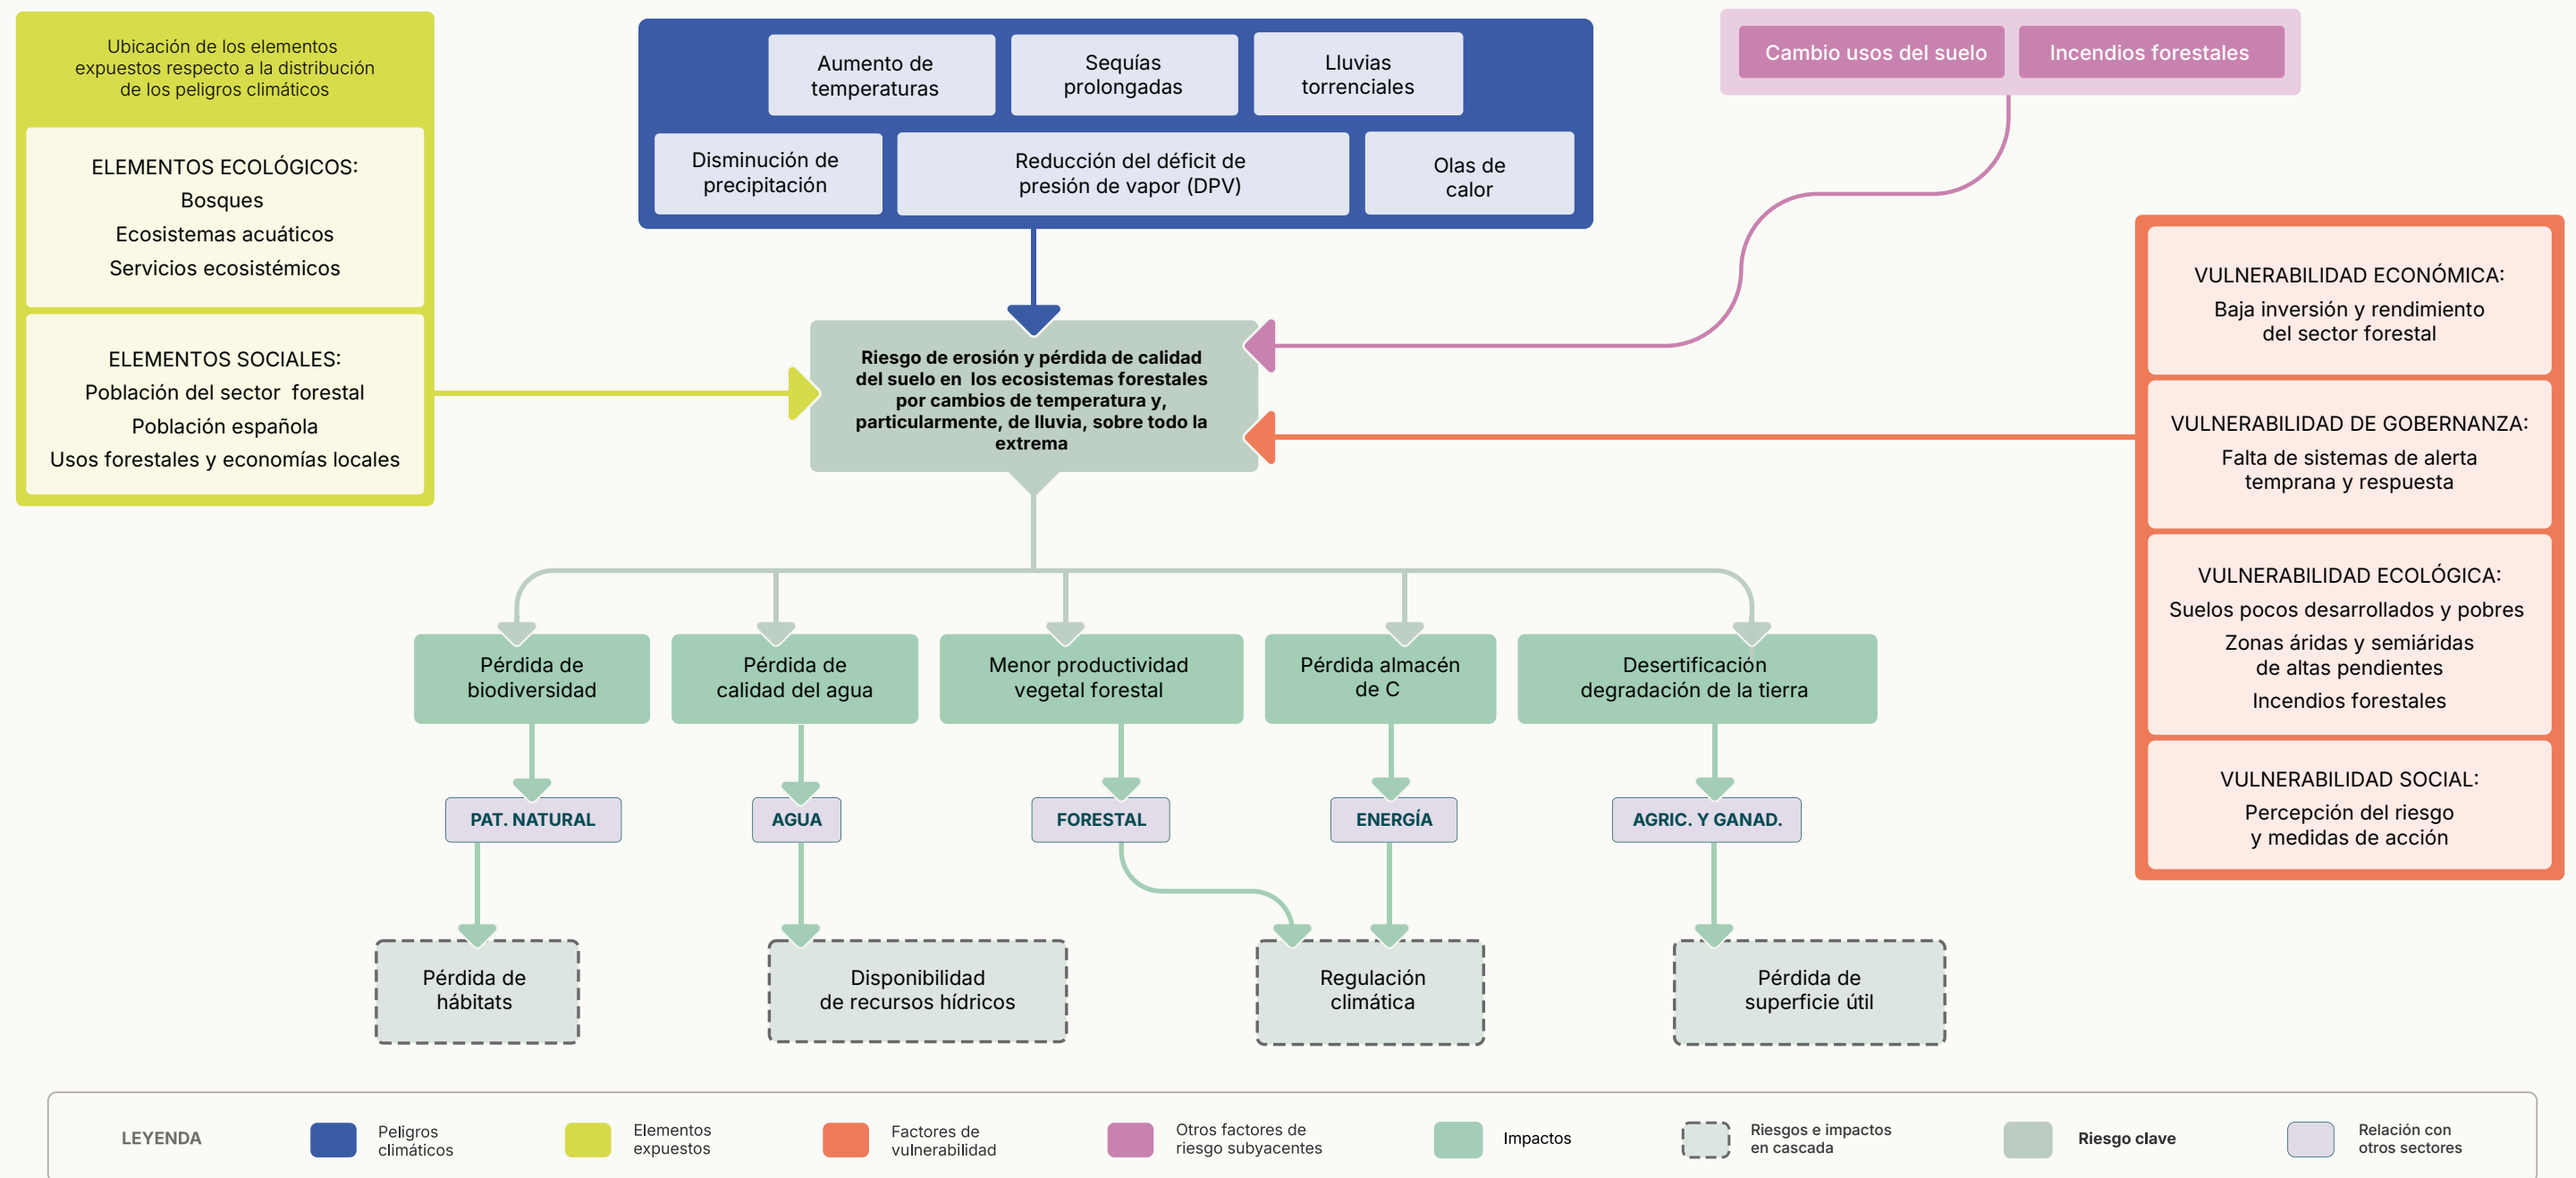 Ubicación de los elementos
expuestos respecto a la distribución
de los peligros climáticos
ELEMENTOS ECOLÓGICOS:
Bosques
Ecosistemas acuáticos
Servicios ecosistémicos
ELEMENTOS SOCIALES:
Población del sector forestal
Población española
Usos forestales y economías locales
Aumento de
temperaturas
Sequías
prolongadas
Lluvias
torrenciales
Disminución de
precipitación
Reducción del déficit de
presión de vapor (DPV)
Olas de
calor
Cambio usos del suelo
Incendios forestales
Riesgo de erosión y pérdida de calidad
del suelo en los ecosistemas forestales
por cambios de temperatura y,
particularmente, de lluvia, sobre todo la
extrema
VULNERABILIDAD ECONÓMICA:
Baja inversión y rendimiento
del sector forestal
VULNERABILIDAD DE GOBERNANZA:
Falta de sistemas de alerta
temprana y respuesta
VULNERABILIDAD ECOLÓGICA:
Suelos pocos desarrollados y pobres
Zonas áridas y semiáridas
de altas pendientes
Incendios forestales
VULNERABILIDAD SOCIAL:
Percepción del riesgo
y medidas de acción
Pérdida de
biodiversidad
Pérdida de
calidad del agua
Menor productividad
vegetal forestal
Pérdida almacén
de C
Desertificación
degradación de la tierra
PAT. NATURAL
AGUA
FORESTAL
ENERGÍA
AGRIC. Y GANAD.
Pérdida de
hábitats
Disponibilidad
de recursos hídricos
Regulación
climática
Pérdida de
superficie útil
LEYENDA
Peligros
climáticos
Elementos
expuestos
Factores de
vulnerabilidad
Otros factores de
riesgo subyacentes
Impactos
Riesgos e impactos
en cascada
Riesgo clave
Relación con
otros sectores